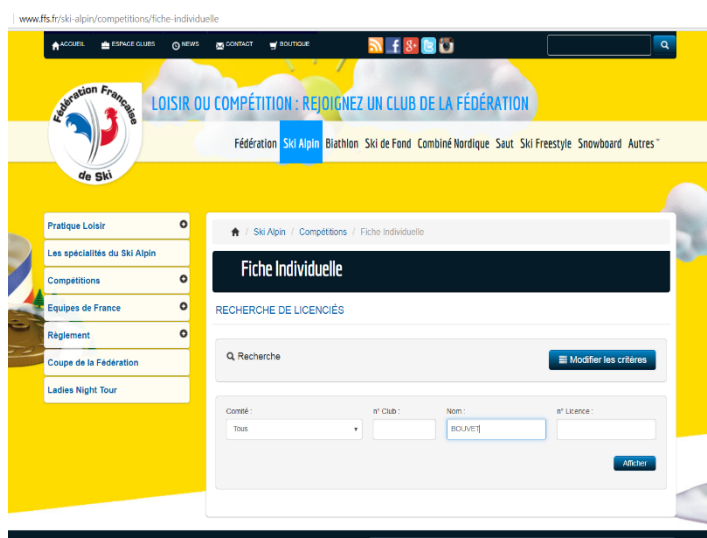 www.ffs.fr/ski-alpin/competitions/fiche-individuelle
ACCUEIL ESPACE CLUBS NEWS CONTACT BOUTIQUE
Fédération Française
de Ski
LOISIR OU COMPÉTITION : REJOIGNEZ UN CLUB DE LA FÉDÉRATION
Fédération Ski Alpin Biathlon Ski de Fond Combiné Nordique Saut Ski Freestyle Snowboard Autres
Pratique Loisir
Les spécialités du Ski Alpin
Compétitions
Equipes de France
Règlement
Coupe de la Fédération
Ladies Night Tour
/ Ski Alpin / Compétitions / Fiche Individuelle
Fiche Individuelle
RECHERCHE DE LICENCIÉS
Recherche
Modifier les critères
Comité : n° Club : Nom : n° Licence :
Tous BOUVET
Afficher